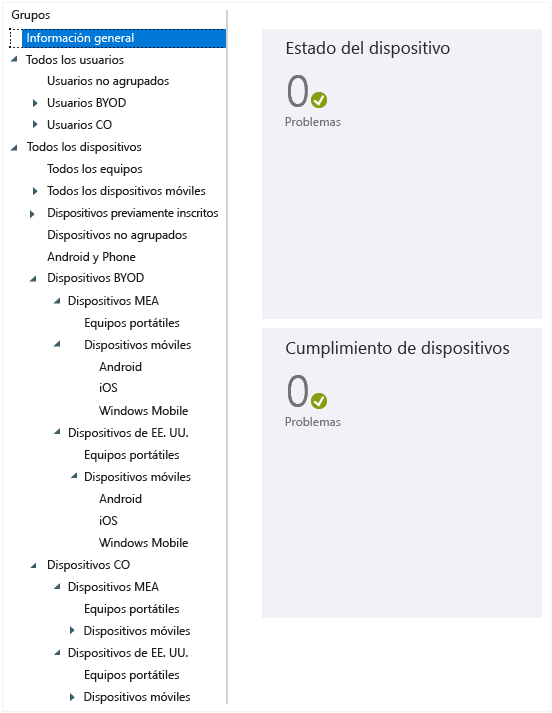 Grupos
Información general
Todos los usuarios
Usuarios no agrupados
Usuarios BYOD
Usuarios CO
Todos los dispositivos
Todos los equipos
Todos los dispositivos móviles
Dispositivos previamente inscritos
Dispositivos no agrupados
Android y Phone
Dispositivos BYOD
Dispositivos MEA
Equipos portátiles
Dispositivos móviles
Android
iOS
Windows Mobile
Dispositivos de EE. UU.
Equipos portátiles
Dispositivos móviles
Android
iOS
Windows Mobile
Dispositivos CO
Dispositivos MEA
Equipos portátiles
Dispositivos móviles
Dispositivos de EE. UU.
Equipos portátiles
Dispositivos móviles
Estado del dispositivo
0
Problemas
Cumplimiento de dispositivos
0
Problemas